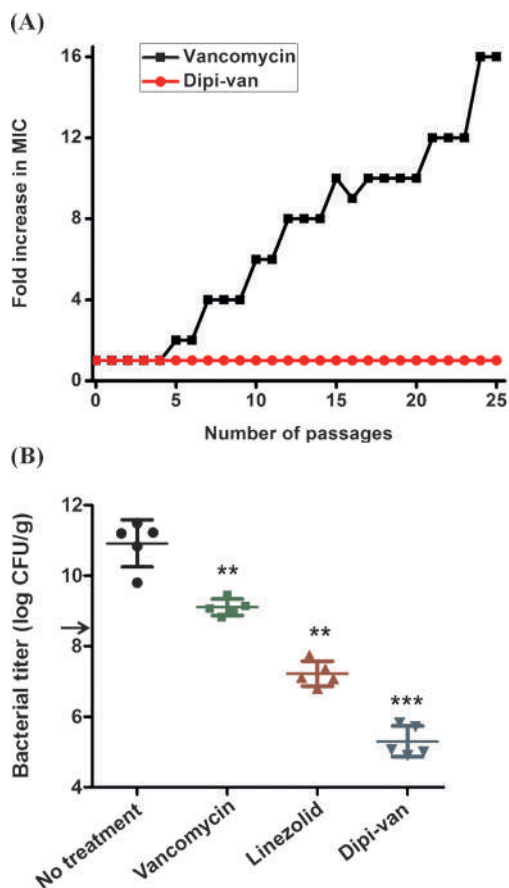 (A)
Vancomycin
Dipi-van
16
12
8
4
0
Fold increase in MIC
0 5 10 15 20 25
Number of passages
(B)
12
10
8
6
4
Bacterial titer (log CFU/g)
**
**
***
No treatment
Vancomycin
Linezolid
Dipi-van